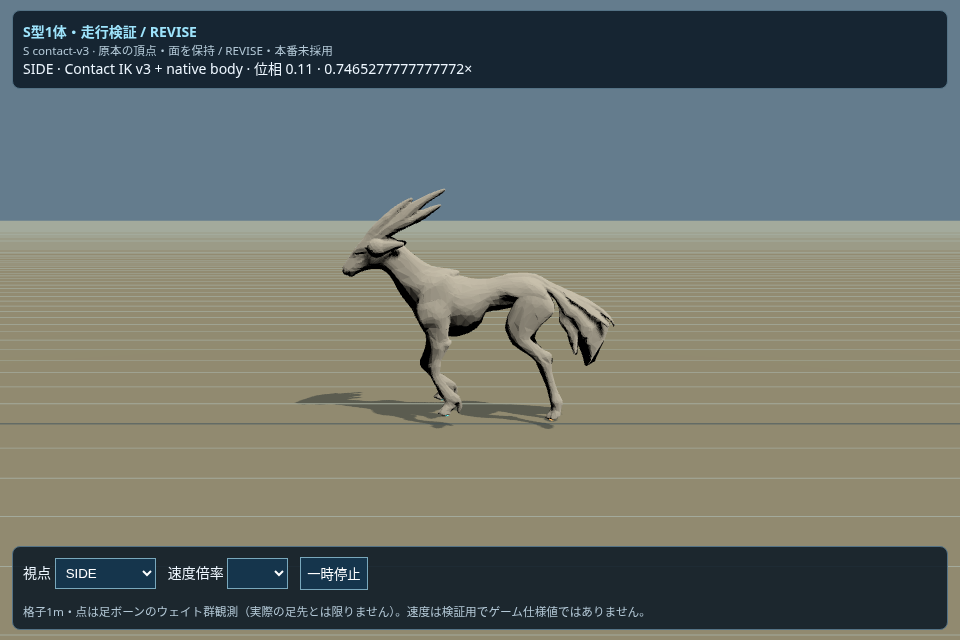 S型1体・走行検証 / REVISE
S contact-v3 · 原本の頂点・面を保持 / REVISE・本番未採用
SIDE · Contact IK v3 + native body · 位相 0.11 · 0.7465277777777772×
視点 SIDE 速度倍率 一時停止
格子1m・点は足ボーンのウェイト群観測（実際の足先とは限りません）。速度は検証用でゲーム仕様値ではありません。